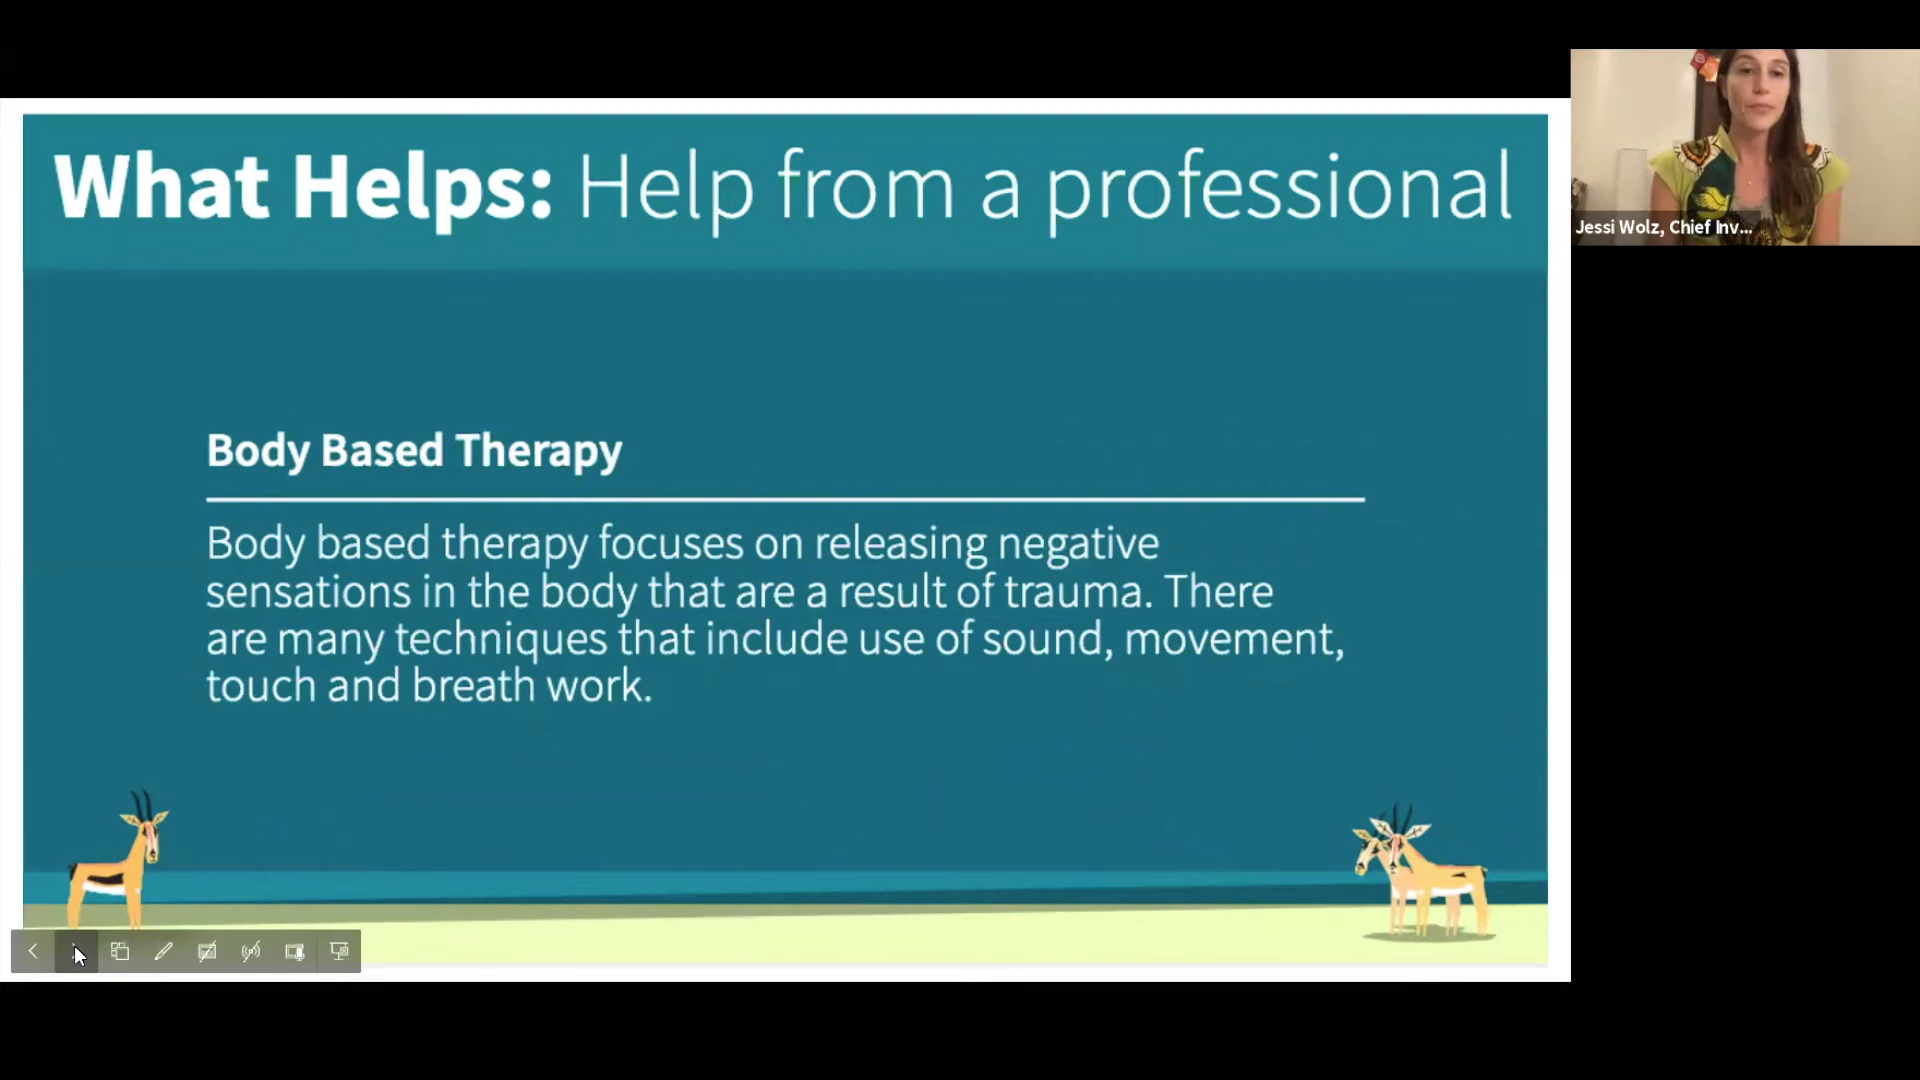 What Helps: Help from a professional
Jessi Wolz, Chief Inv...
Body Based Therapy
Body based therapy focuses on releasing negative
sensations in the body that are a result of trauma. There
are many techniques that include use of sound, movement,
touch and breath work.